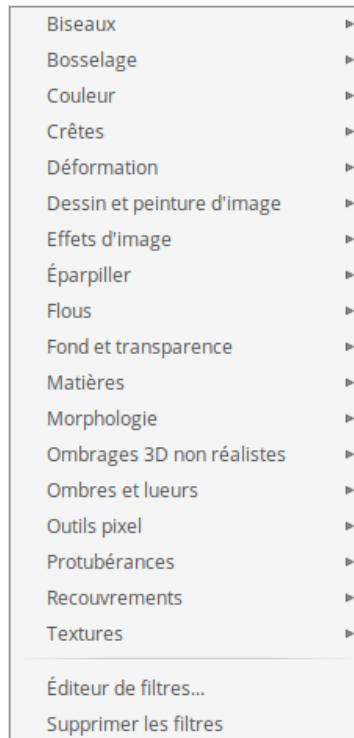 Biseaux
Bosselage
Couleur
Crêtes
Déformation
Dessin et peinture d'image
Effets d'image
Éparpiller
Flous
Fond et transparence
Matières
Morphologie
Ombrages 3D non réalistes
Ombres et lueurs
Outils pixel
Protubérances
Recouvrements
Textures
Éditeur de filtres...
Supprimer les filtres